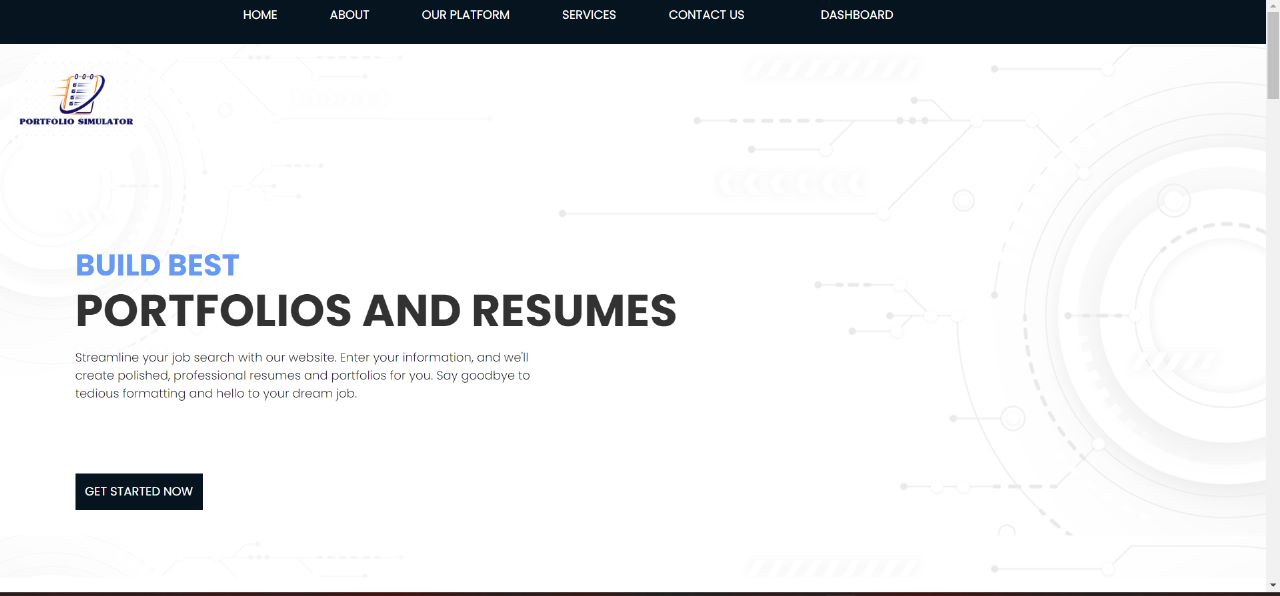 HOME ABOUT OUR PLATFORM SERVICES CONTACT US DASHBOARD
PORTFOLIO SIMULATOR
BUILD BEST
PORTFOLIOS AND RESUMES
Streamline your job search with our website. Enter your information, and we'll
create polished, professional resumes and portfolios for you. Say goodbye to
tedious formatting and hello to your dream job.
GET STARTED NOW